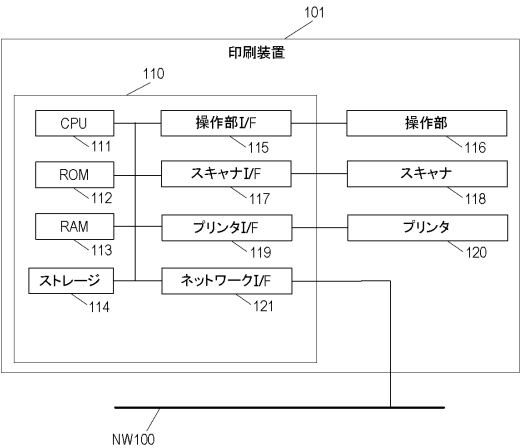 101
印刷装置
110
CPU
111
操作部I/F
115
操作部
116
ROM
112
スキャナI/F
117
スキャナ
118
RAM
113
プリンタI/F
119
プリンタ
120
ストレージ
114
ネットワークI/F
121
NW100